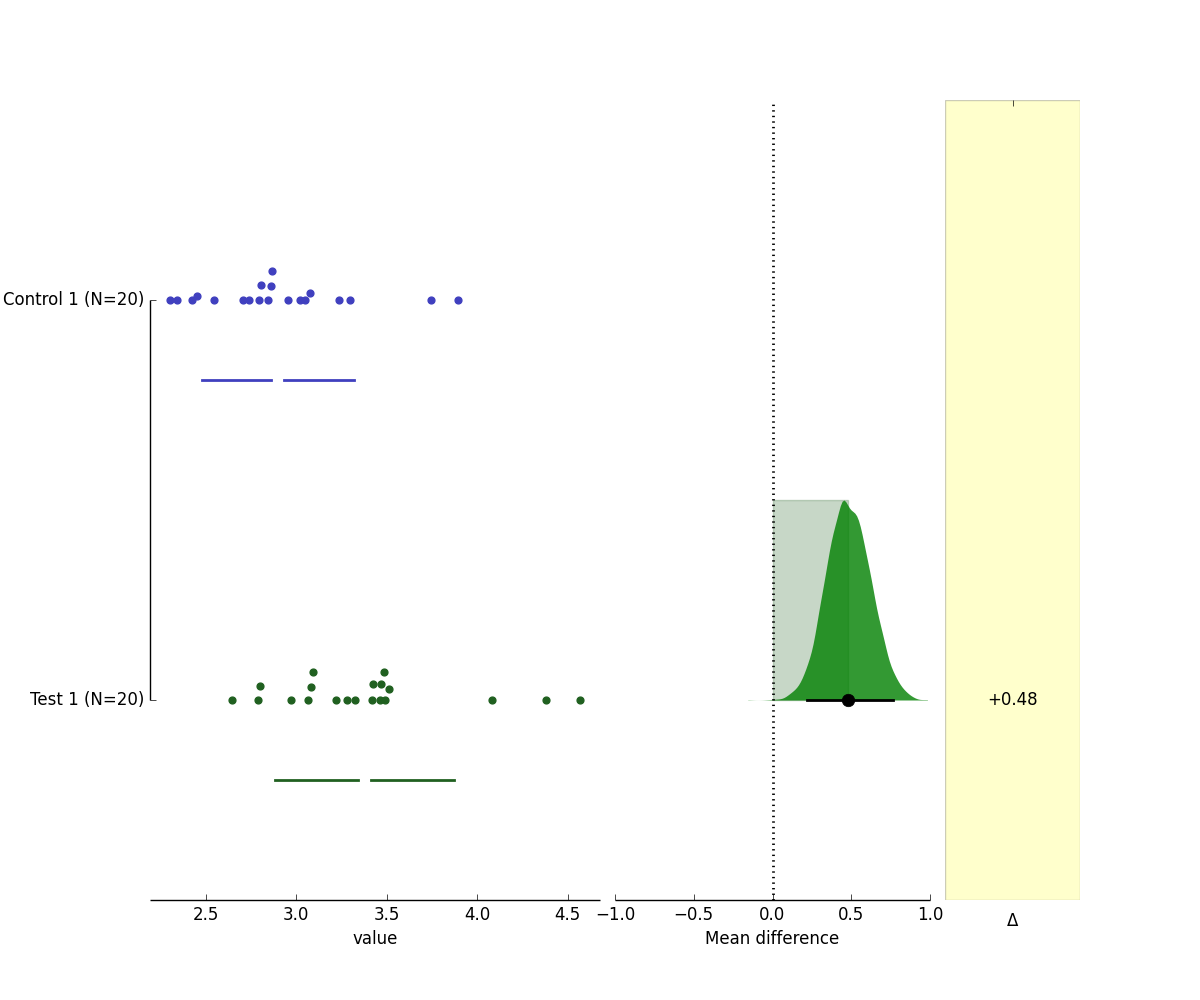 Control 1 (N=20)
Test 1 (N=20)
+0.48
2.5 3.0 3.5 4.0 4.5 −1.0 −0.5 0.0 0.5 1.0
value Mean difference Δ